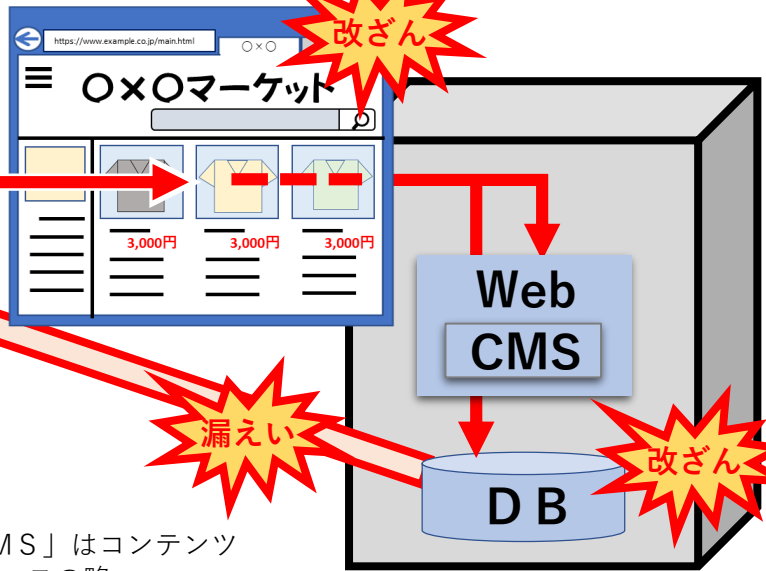 改ざん
https://www.example.co.jp/main.html
○×○
○×○マーケット
3,000円
3,000円
3,000円
Web
CMS
漏えい
改ざん
ＤＢ
ＭＳ」はコンテンツ